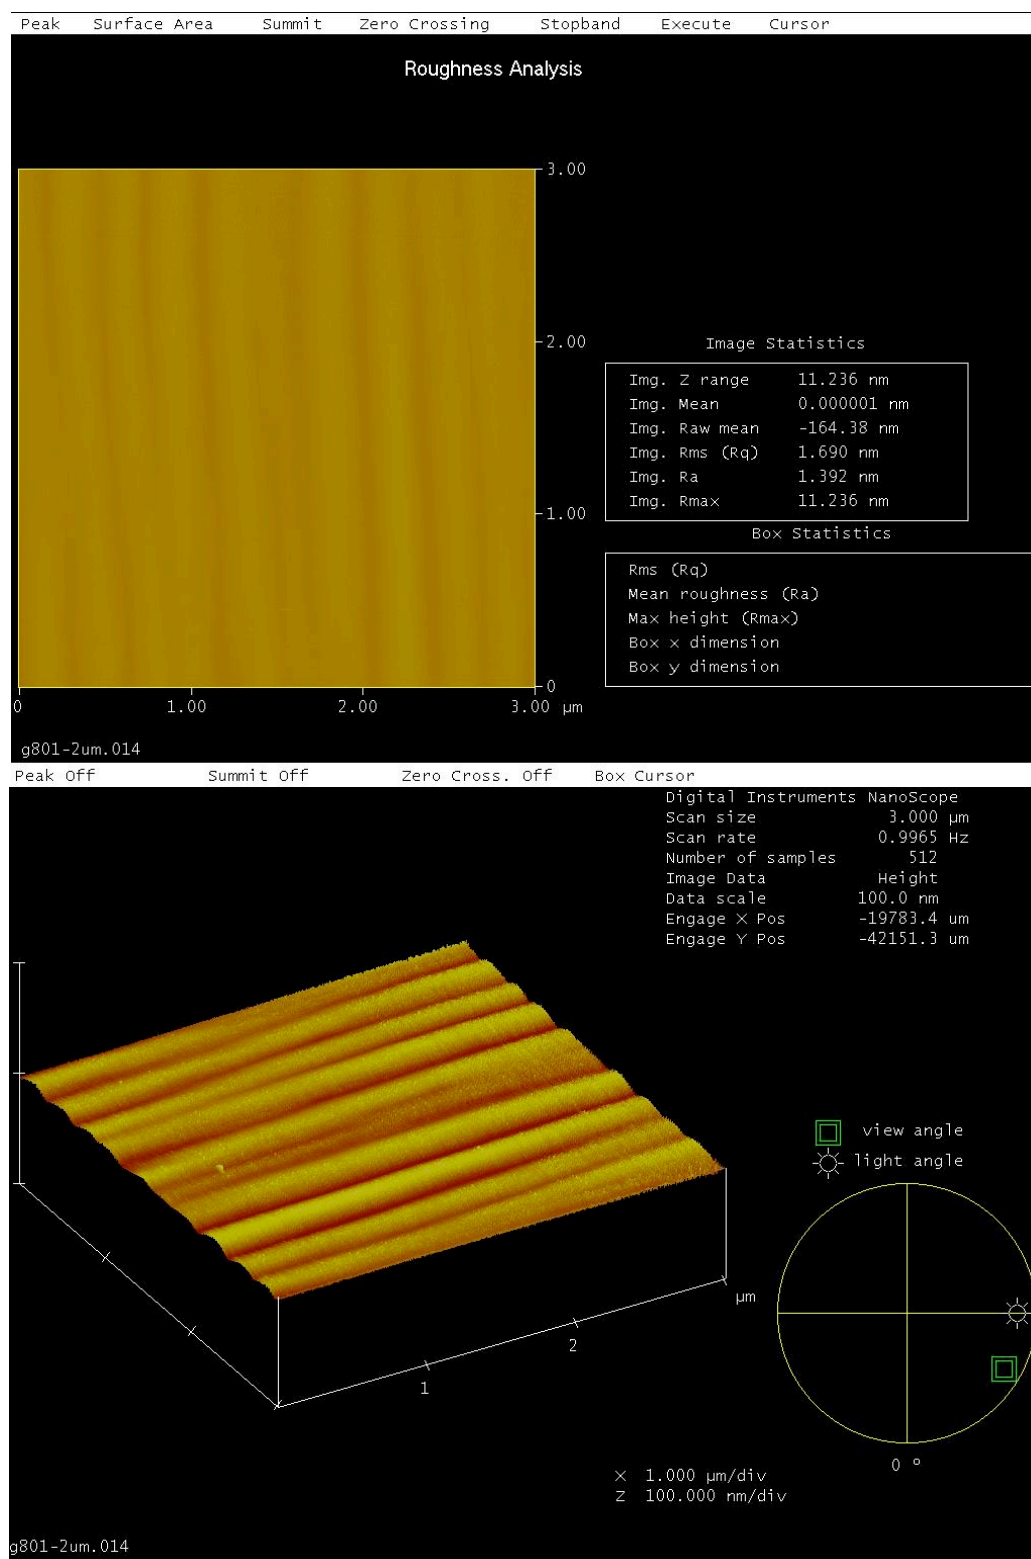 Peak Surface Area Summit Zero Crossing Stopband Execute Cursor
Roughness Analysis
3.00
2.00
Image Statistics
Img. Z range 11.236 nm
Img. Mean 0.000001 nm
Img. Raw mean -164.38 nm
Img. Rms (Rq) 1.690 nm
Img. Ra 1.392 nm
Img. Rmax 11.236 nm
1.00
Box Statistics
Rms (Rq)
Mean roughness (Ra)
Max height (Rmax)
Box x dimension
Box y dimension
0
0 1.00 2.00 3.00 μm
g801-2um.014
Peak Off Summit Off Zero Cross. Off Box Cursor
Digital Instruments NanoScope
Scan size 3.000 μm
Scan rate 0.9965 Hz
Number of samples 512
Image Data Height
Data scale 100.0 nm
Engage X Pos -19783.4 um
Engage Y Pos -42151.3 um
view angle
light angle
μm
2
1
0 º
X 1.000 μm/div
Z 100.000 nm/div
g801-2um.014